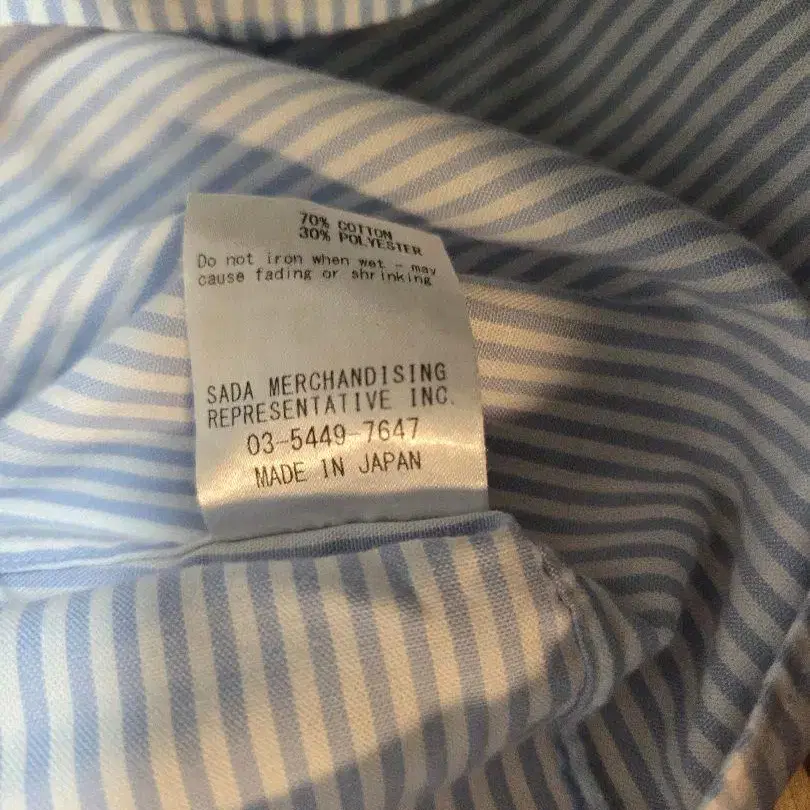 70% COTTON
30% POLYESTER
Do not iron when wet - may
cause fading or shrinking
SADA MERCHANDISING
REPRESENTATIVE INC.
03-5449-7647
MADE IN JAPAN